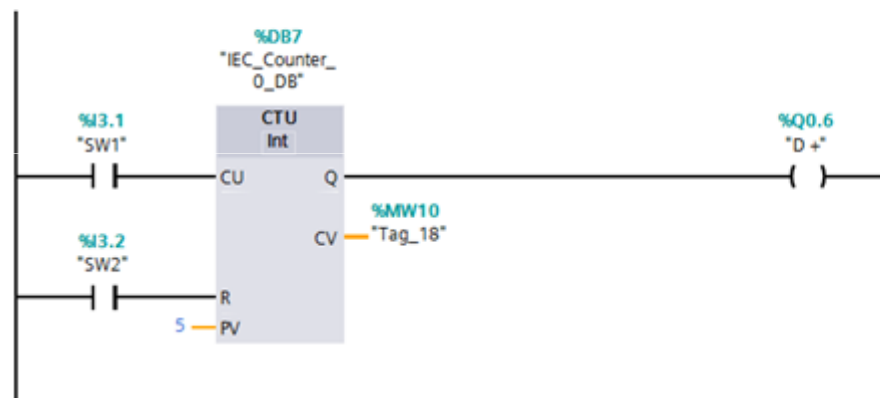 %DB7
"IEC_Counter_
0_DB"
CTU
Int
%I3.1
"SW1"
CU
Q
%Q0.6
"D +"
CV
%MW10
"Tag_18"
%I3.2
"SW2"
R
5
PV